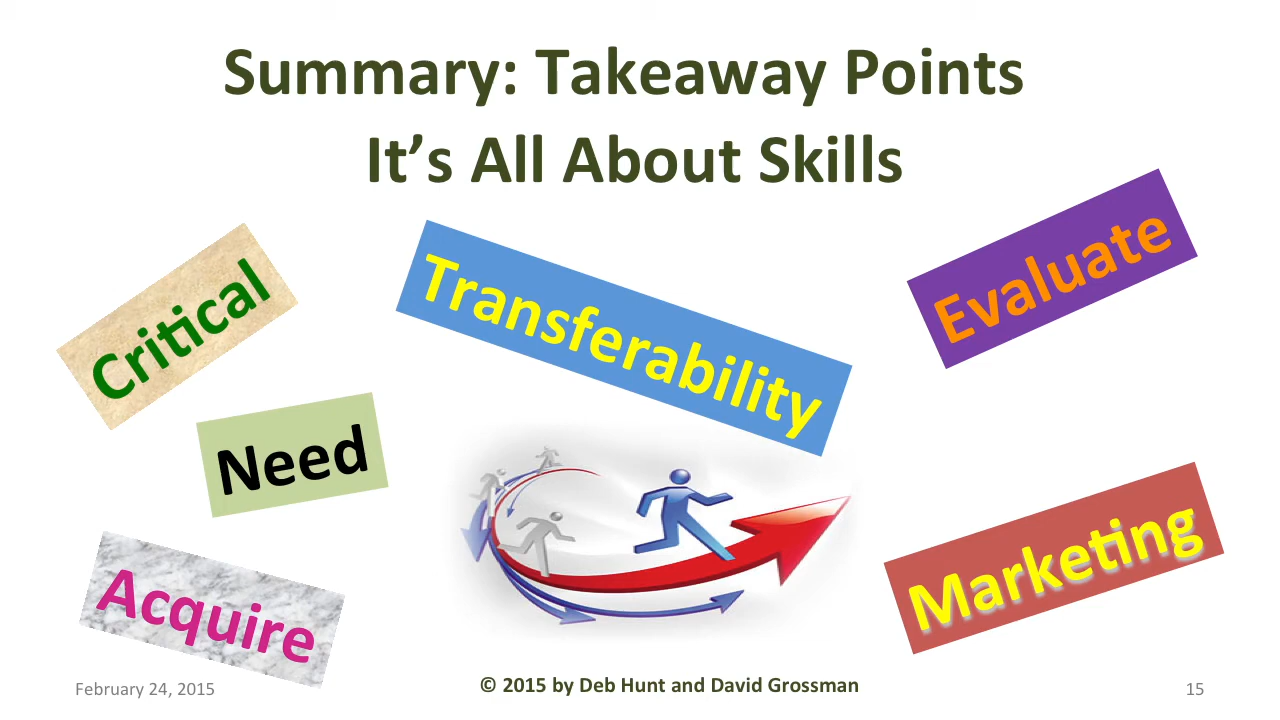 Summary: Takeaway Points
It’s All About Skills
Critical
Transferability
Evaluate
Need
Acquire
Marketing
February 24, 2015
© 2015 by Deb Hunt and David Grossman
15